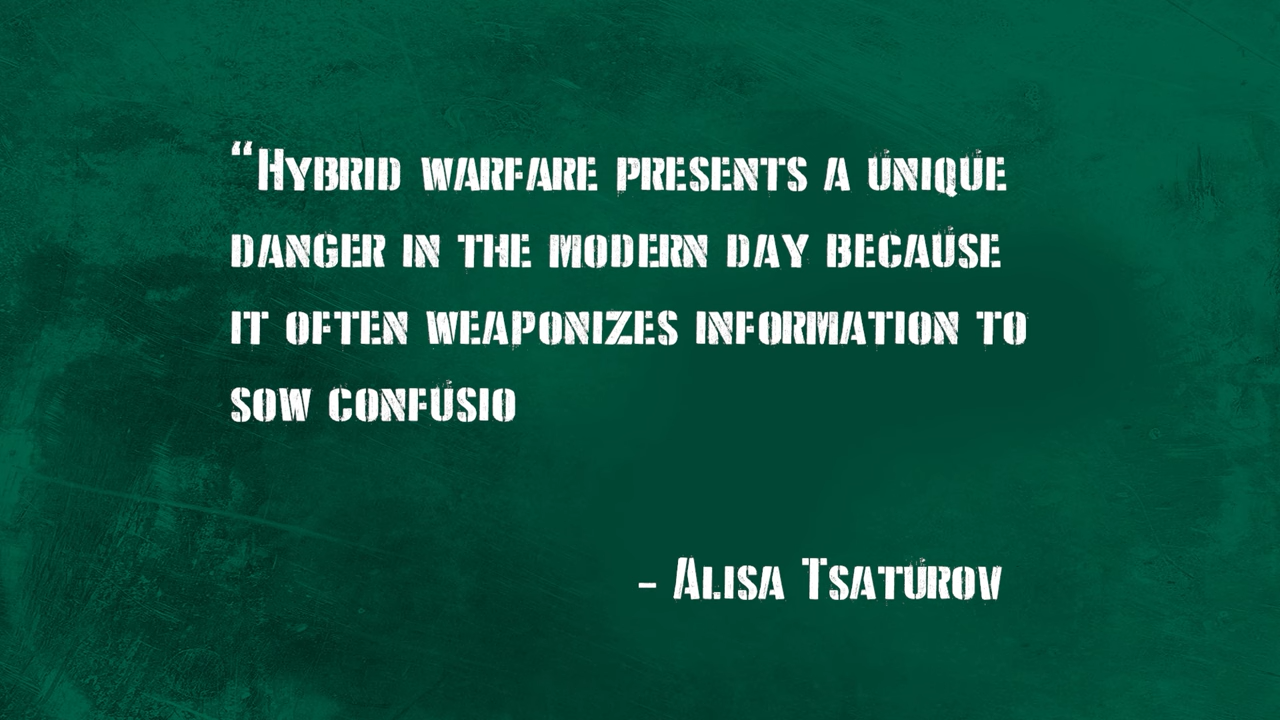 “Hybrid warfare presents a unique
danger in the modern day because
it often weaponizes information to
sow confusio
– Alisa Tsaturov